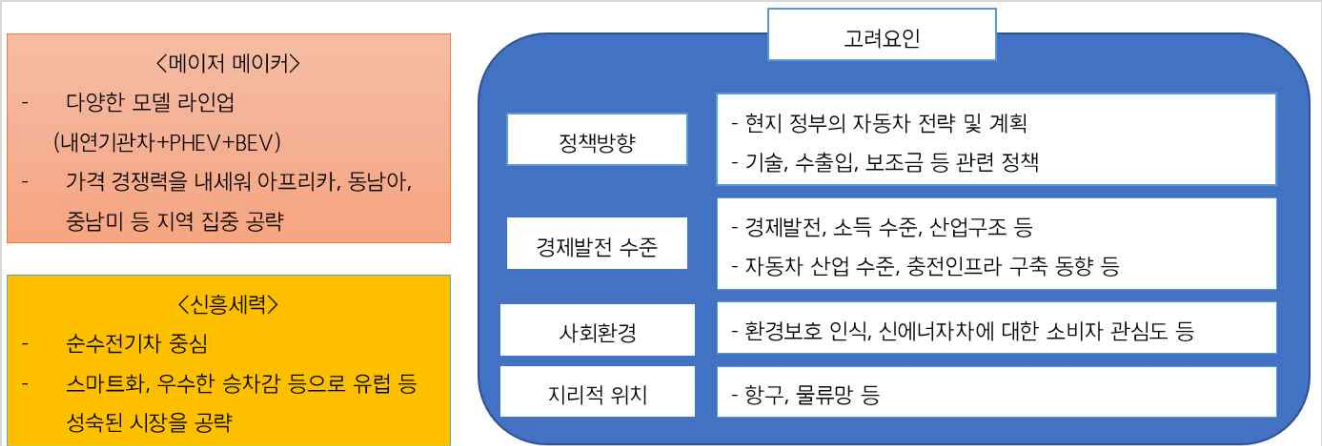 <메이저 메이커>
- 다양한 모델 라인업
(내연기관차+PHEV+BEV)
- 가격 경쟁력을 내세워 아프리카, 동남아,
중남미 등 지역 집중 공략
<신흥세력>
- 순수전기차 중심
- 스마트화, 우수한 승차감 등으로 유럽 등
성숙된 시장을 공략
고려요인
정책방향
- 현지 정부의 자동차 전략 및 계획
- 기술, 수출입, 보조금 등 관련 정책
경제발전 수준
- 경제발전, 소득 수준, 산업구조 등
- 자동차 산업 수준, 충전인프라 구축 동향 등
사회환경
- 환경보호 인식, 신에너자차에 대한 소비자 관심도 등
지리적 위치
- 항구, 물류망 등